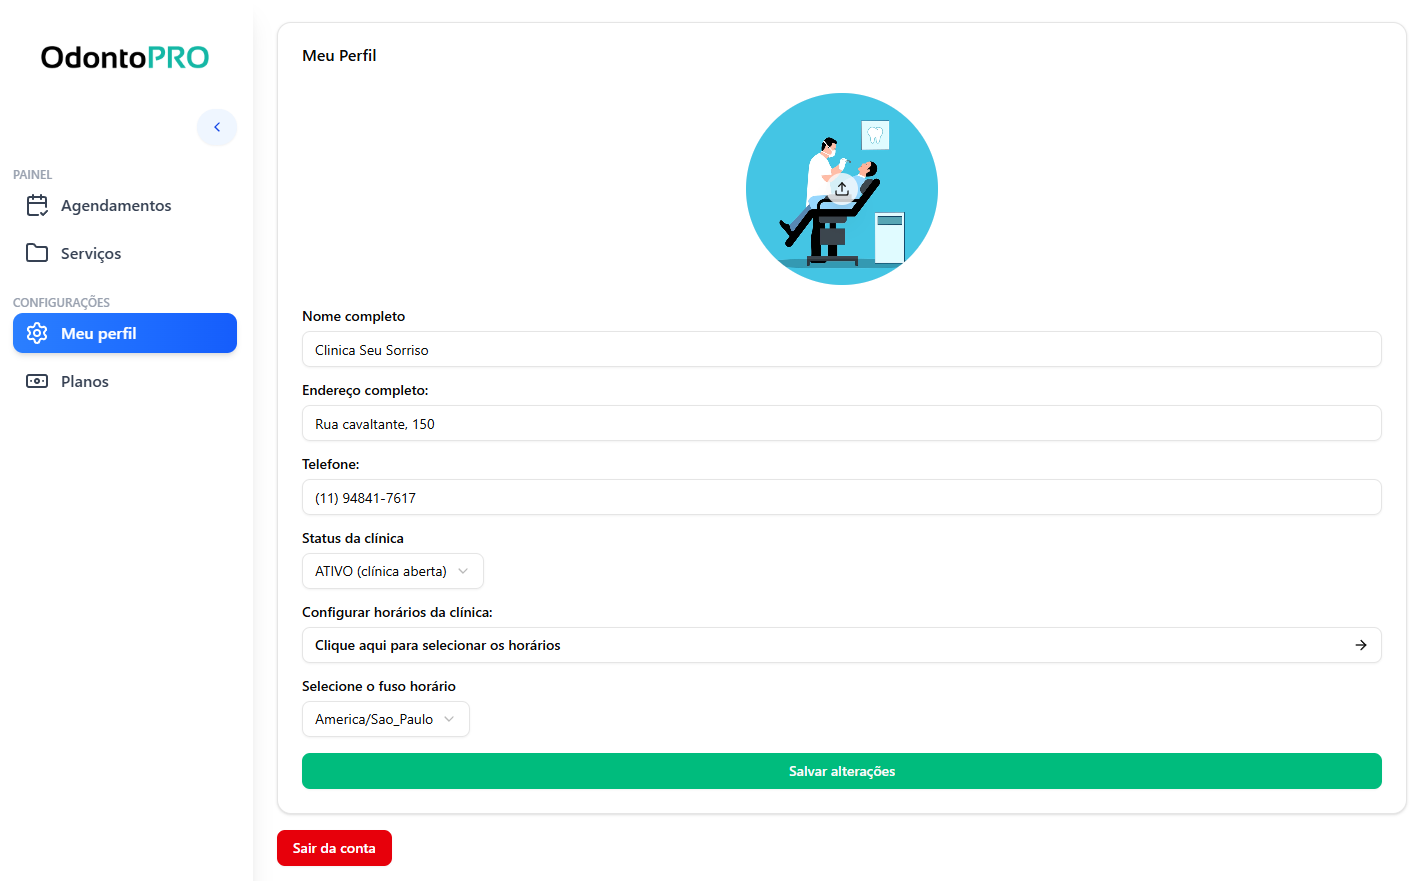 OdontoPRO
PAINEL
Agendamentos
Serviços
CONFIGURAÇÕES
Meu perfil
Planos
Meu Perfil
Nome completo
Clinica Seu Sorriso
Endereço completo:
Rua cavaltante, 150
Telefone:
(11) 94841-7617
Status da clínica
ATIVO (clínica aberta)
Configurar horários da clínica:
Clique aqui para selecionar os horários
Selecione o fuso horário
America/Sao_Paulo
Salvar alterações
Sair da conta